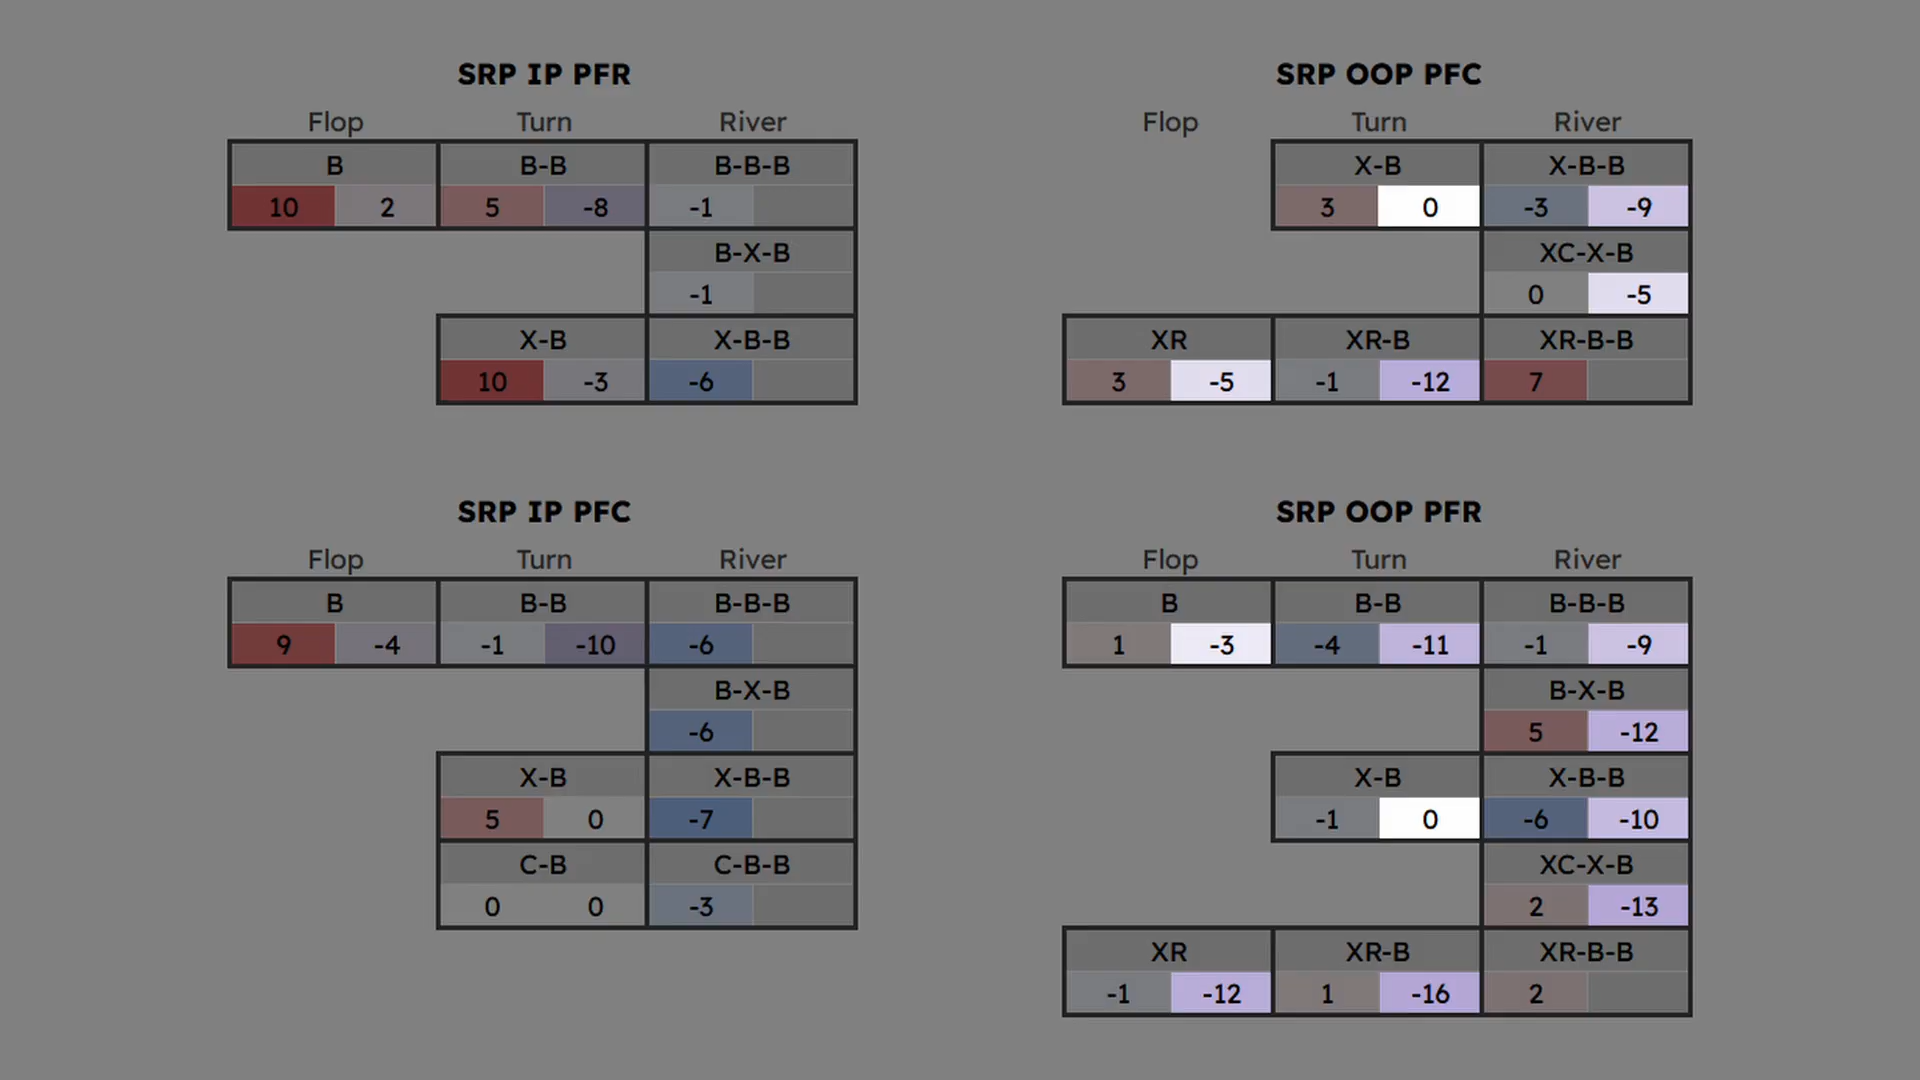 SRP IP PFR
Flop Turn River
B B-B B-B-B
10 2 5 -8 -1
B-X-B
-1
X-B X-B-B
10 -3 -6
SRP OOP PFC
Flop Turn River
X-B X-B-B
3 0 -3 -9
XC-X-B
0 -5
XR XR-B XR-B-B
3 -5 -1 -12 7
SRP IP PFC
Flop Turn River
B B-B B-B-B
9 -4 -1 -10 -6
B-X-B
-6
X-B X-B-B
5 0 -7
C-B C-B-B
0 0 -3
SRP OOP PFR
Flop Turn River
B B-B B-B-B
1 -3 -4 -11 -1 -9
B-X-B
5 -12
X-B X-B-B
-1 0 -6 -10
XC-X-B
2 -13
XR XR-B XR-B-B
-1 -12 1 -16 2